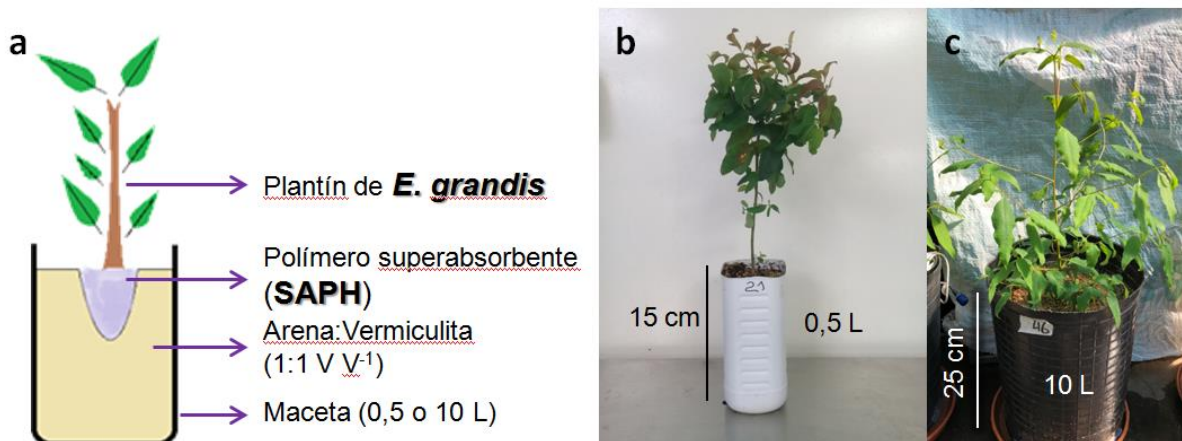 a
Plantín de E. grandis
Polímero superabsorbente
(SAPH)
Arena:Vermiculita
(1:1 V V-1)
Maceta (0,5 o 10 L)
b
21
15 cm
0,5 L
c
46
25 cm
10 L